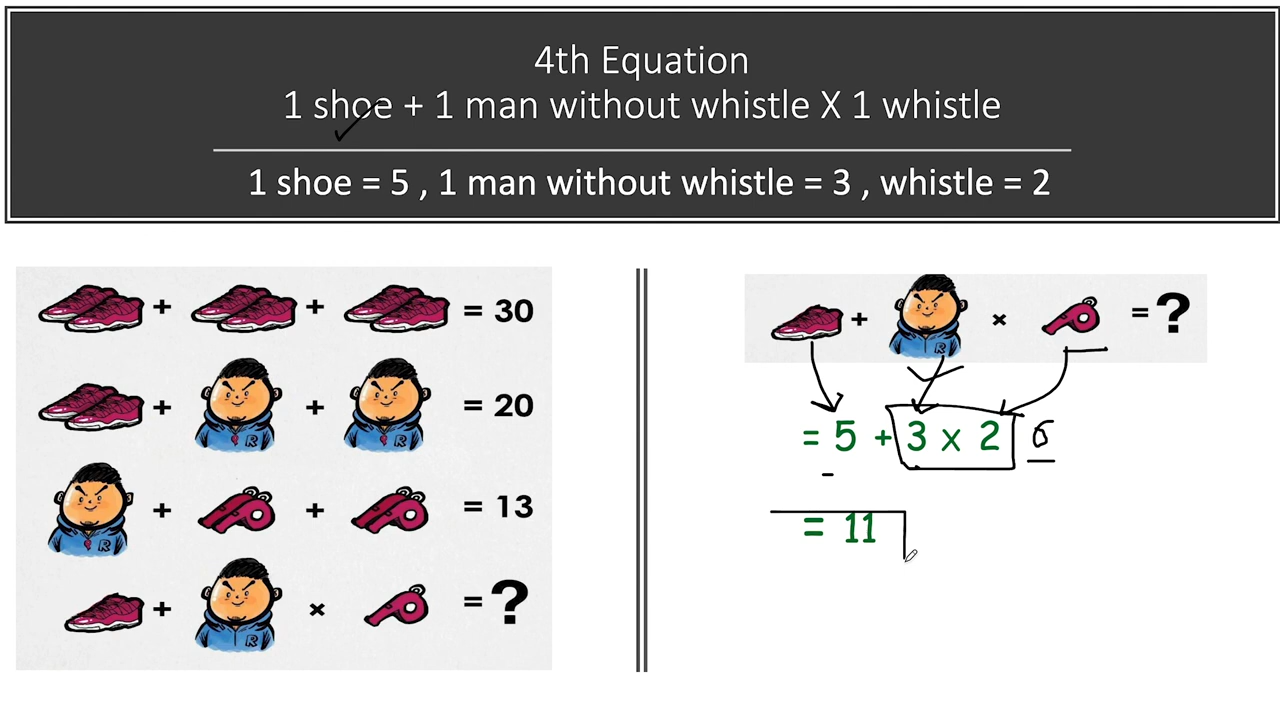 4th Equation
1 shoe + 1 man without whistle X 1 whistle
1 shoe = 5 , 1 man without whistle = 3 , whistle = 2
+ + = 30
+ R + R = 20
R + + = 13
+ R × = ?
+ R × = ?
= 5 + 3 x 2 6
= 11